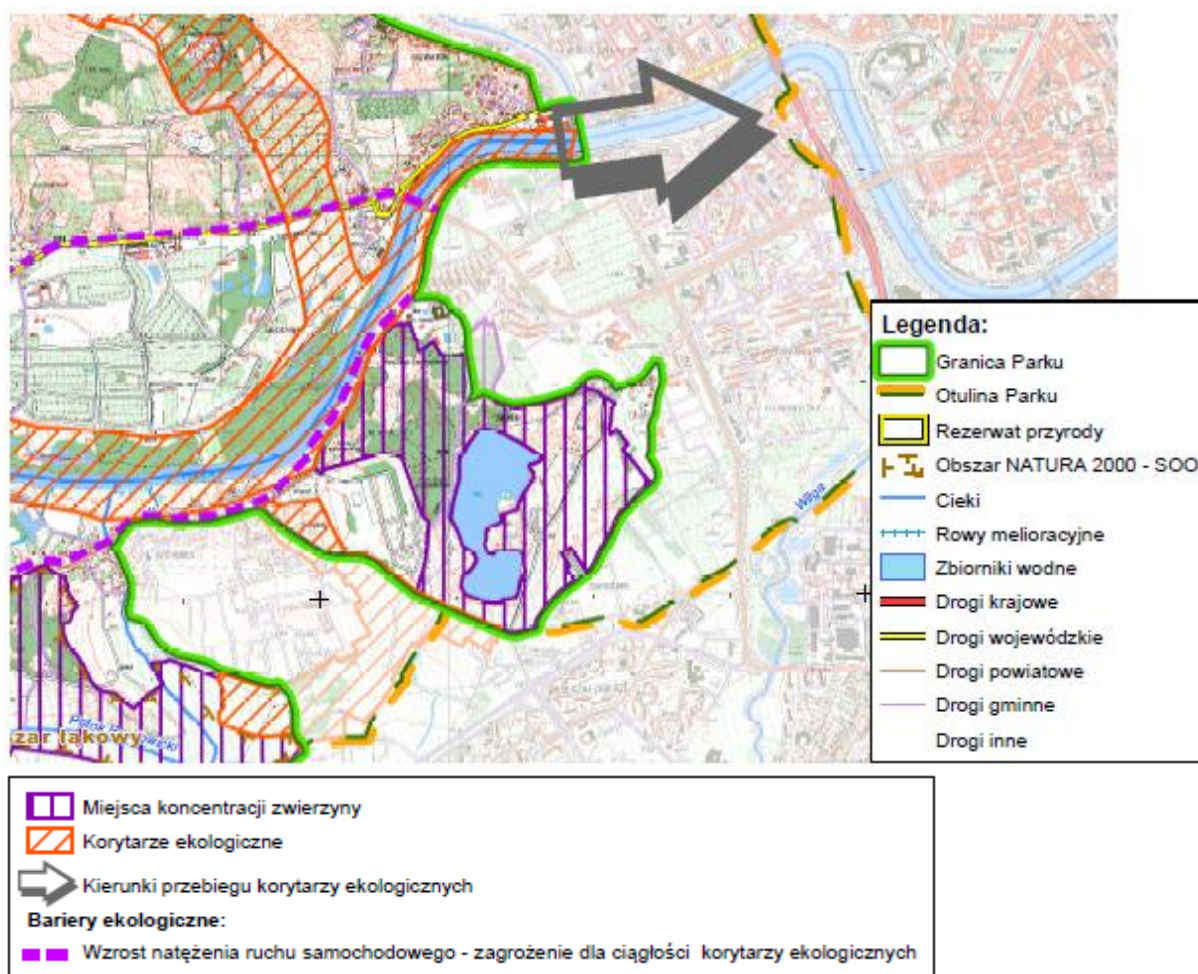 Wilga
szar łąkowy
Legenda:
Granica Parku
Otulina Parku
Rezerwat przyrody
Obszar NATURA 2000 - SOO
Cieki
Rowy melioracyjne
Zbiorniki wodne
Drogi krajowe
Drogi wojewódzkie
Drogi powiatowe
Drogi gminne
Drogi inne
Miejsca koncentracji zwierzyny
Korytarze ekologiczne
Kierunki przebiegu korytarzy ekologicznych
Bariery ekologiczne:
Wzrost natężenia ruchu samochodowego - zagrożenie dla ciągłości korytarzy ekologicznych